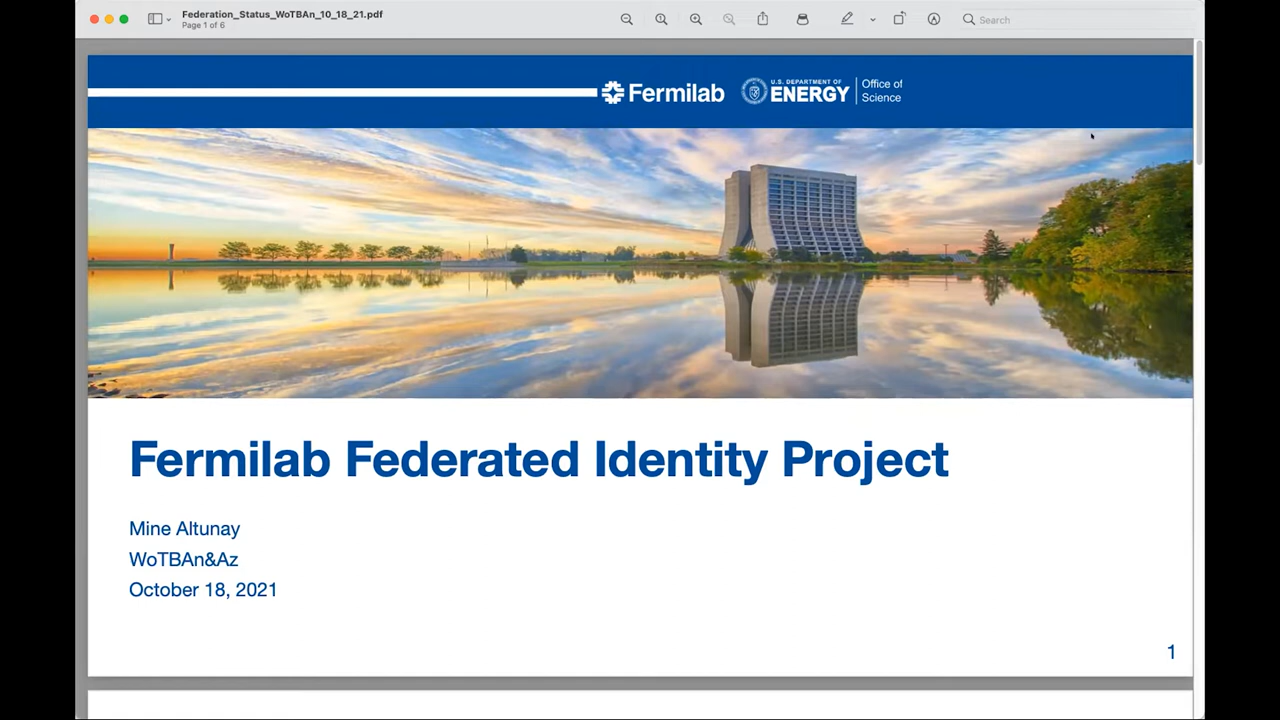 Federation_Status_WoTBAn_10_18_21.pdf
Page 1 of 6
Search
Fermilab
U.S. DEPARTMENT OF
ENERGY
Office of
Science
Fermilab Federated Identity Project
Mine Altunay
WoTBAn&Az
October 18, 2021
1